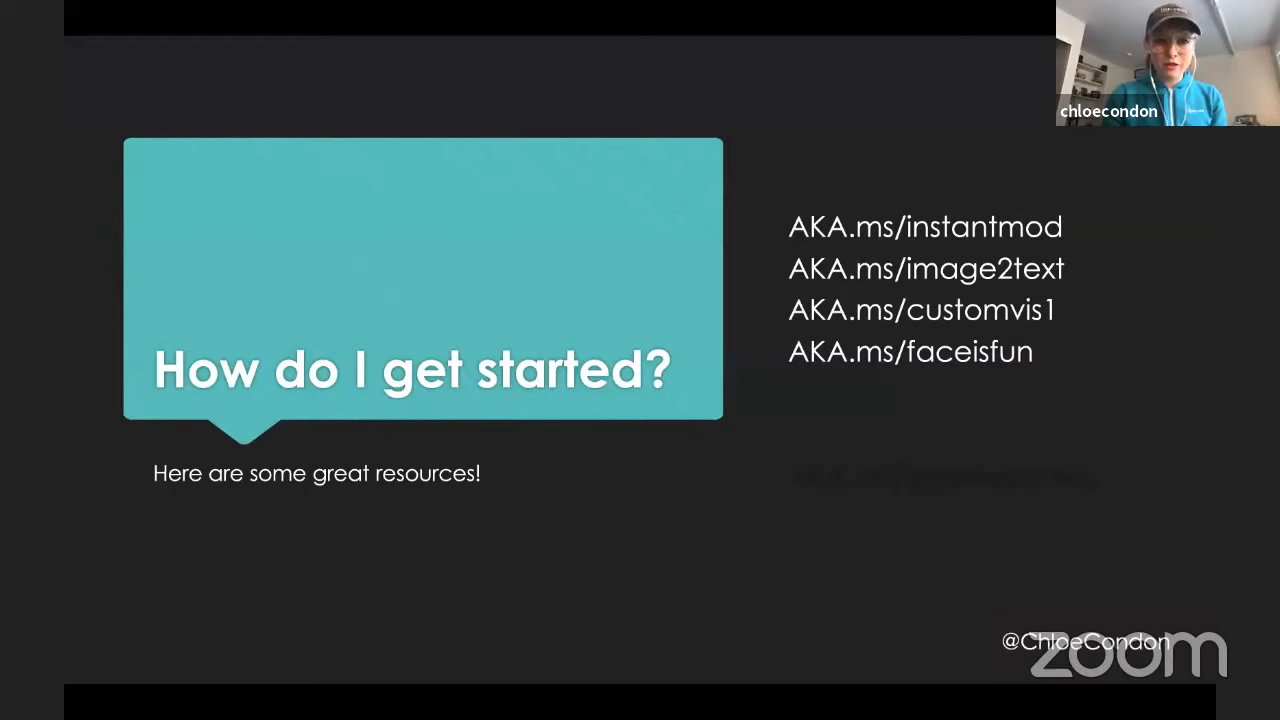 chloecondon
How do I get started?
Here are some great resources!
AKA.ms/instantmod
AKA.ms/image2text
AKA.ms/customvis1
AKA.ms/faceisfun
@ChloeCondon
zoom